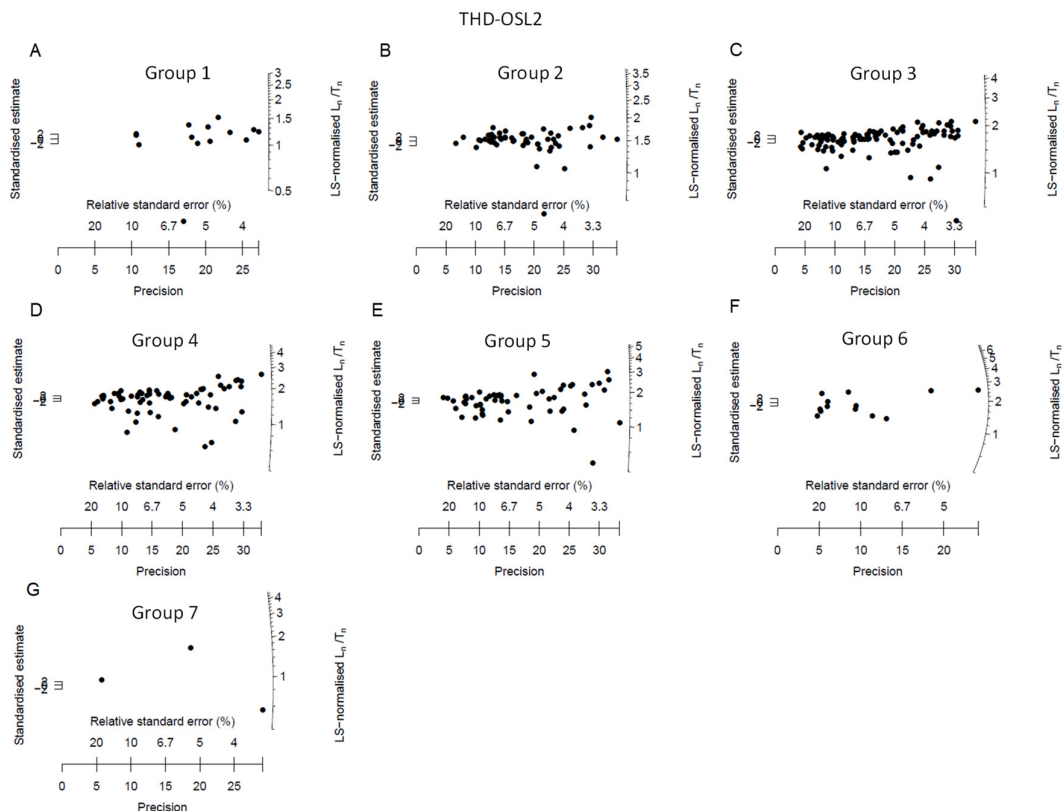 THD-OSL2
A
Group 1
Standardised estimate
LS-normalised Ln/Tn
3
2.5
2
1.5
1
0.5
Relative standard error (%)
20 10 6.7 5 4
0 5 10 15 20 25
Precision
B
Group 2
Standardised estimate
LS-normalised Ln/Tn
3.5
3
2.5
2
1.5
1
Relative standard error (%)
20 10 6.7 5 4 3.3
0 5 10 15 20 25 30
Precision
C
Group 3
Standardised estimate
LS-normalised Ln/Tn
4
3
2
1
Relative standard error (%)
20 10 6.7 5 4 3.3
0 5 10 15 20 25 30
Precision
D
Group 4
Standardised estimate
LS-normalised Ln/Tn
4
3
2
1
Relative standard error (%)
20 10 6.7 5 4 3.3
0 5 10 15 20 25 30
Precision
E
Group 5
Standardised estimate
LS-normalised Ln/Tn
5
4
3
2
1
Relative standard error (%)
20 10 6.7 5 4 3.3
0 5 10 15 20 25 30
Precision
F
Group 6
Standardised estimate
LS-normalised Ln/Tn
6
5
4
3
2
1
Relative standard error (%)
20 10 6.7 5
0 5 10 15 20
Precision
G
Group 7
Standardised estimate
LS-normalised Ln/Tn
4
3
2
1
Relative standard error (%)
20 10 6.7 5 4
0 5 10 15 20 25
Precision